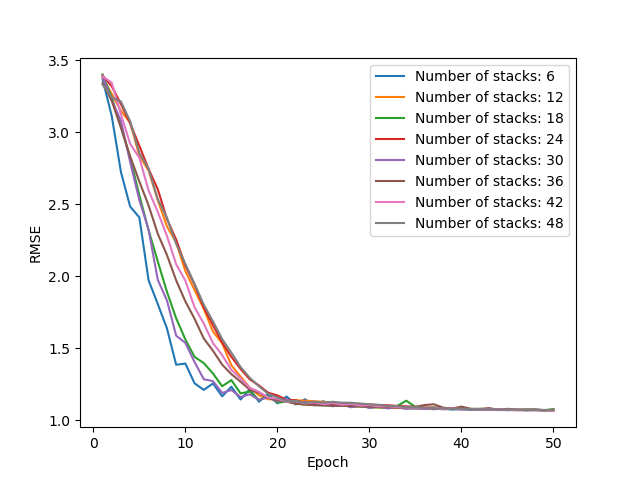 3.5
3.0
2.5
2.0
1.5
1.0
RMSE
0
10
20
30
40
50
Epoch
Number of stacks: 6
Number of stacks: 12
Number of stacks: 18
Number of stacks: 24
Number of stacks: 30
Number of stacks: 36
Number of stacks: 42
Number of stacks: 48